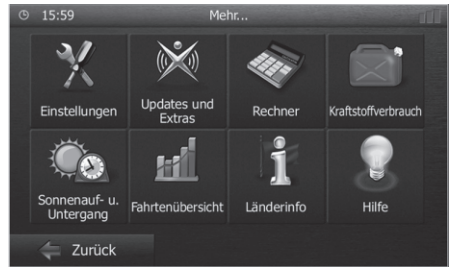 15:59 Mehr...
Einstellungen
Updates und
Extras
Rechner
Kraftstoffverbrauch
Sonnenauf- u.
Untergang
Fahrtenübersicht
Länderinfo
Hilfe
Zurück